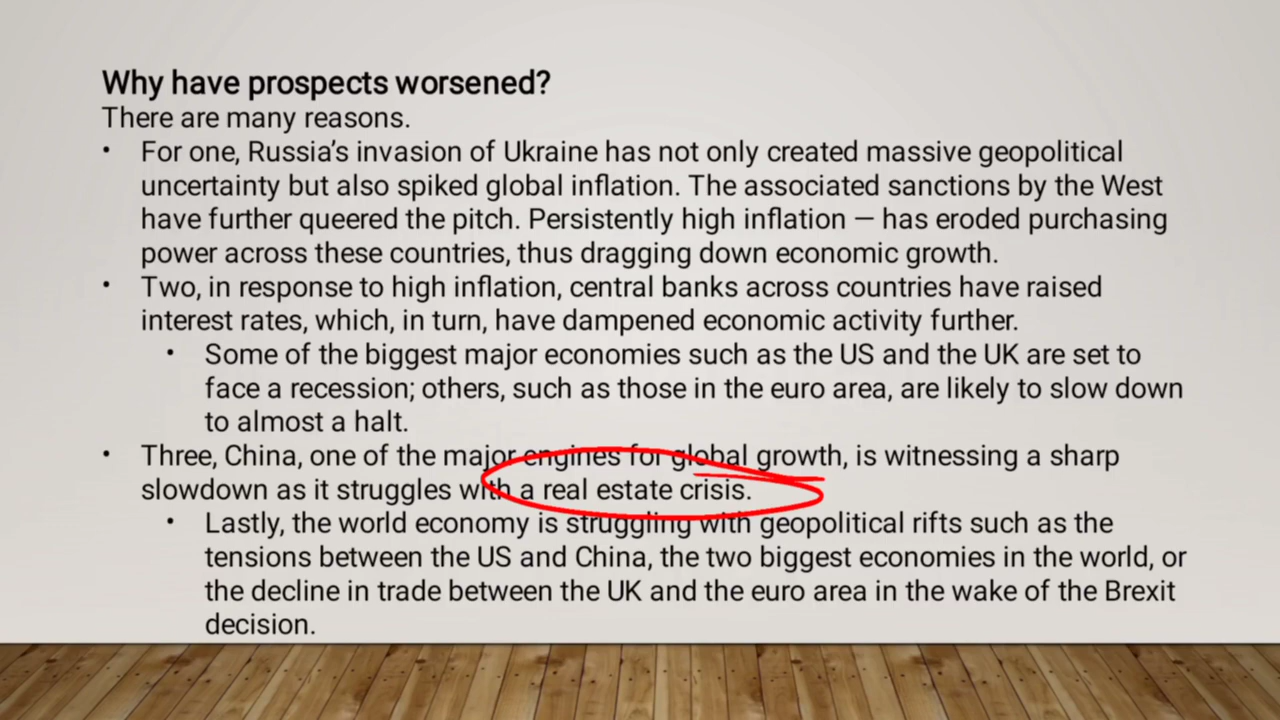 Why have prospects worsened?
There are many reasons.
• For one, Russia’s invasion of Ukraine has not only created massive geopolitical
uncertainty but also spiked global inflation. The associated sanctions by the West
have further queered the pitch. Persistently high inflation — has eroded purchasing
power across these countries, thus dragging down economic growth.
• Two, in response to high inflation, central banks across countries have raised
interest rates, which, in turn, have dampened economic activity further.
• Some of the biggest major economies such as the US and the UK are set to
face a recession; others, such as those in the euro area, are likely to slow down
to almost a halt.
• Three, China, one of the major engines for global growth, is witnessing a sharp
slowdown as it struggles with a real estate crisis.
• Lastly, the world economy is struggling with geopolitical rifts such as the
tensions between the US and China, the two biggest economies in the world, or
the decline in trade between the UK and the euro area in the wake of the Brexit
decision.